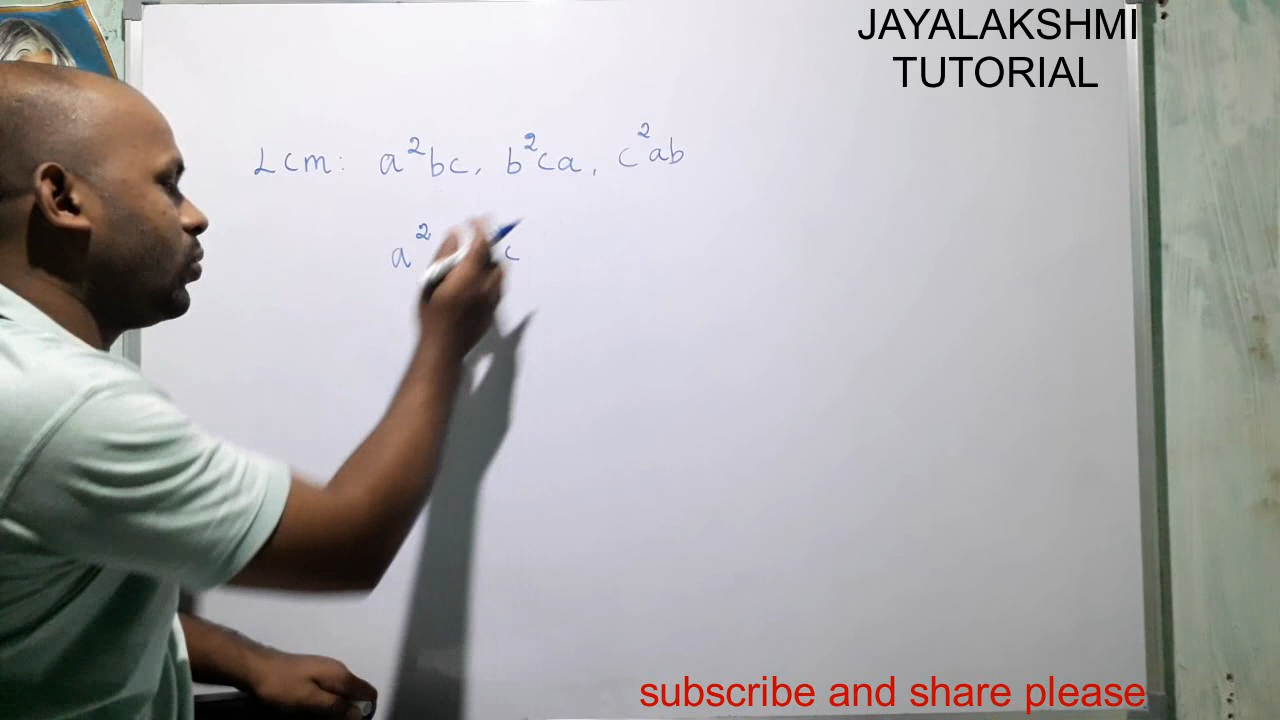 JAYALAKSHMI
TUTORIAL
Lcm: a²bc, b²ca, c²ab
a² c
subscribe and share please